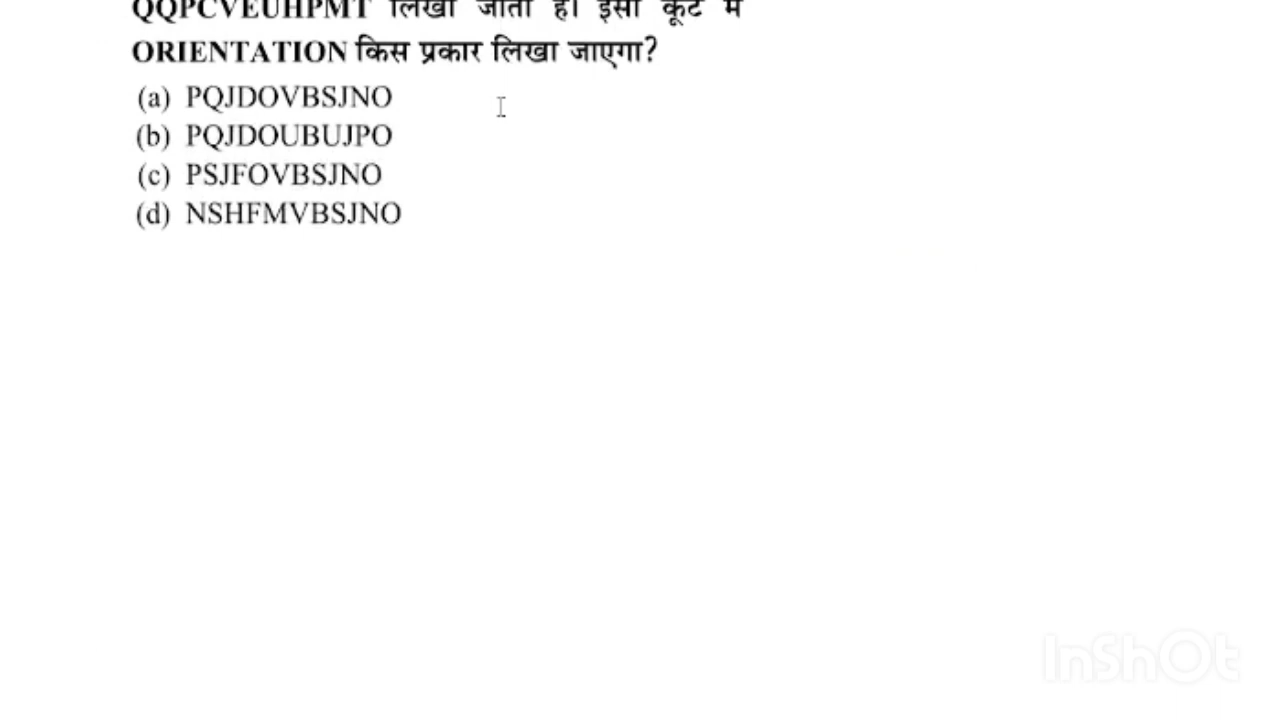 QQPCVEUHPMT लिखा जाता है। इसी कूट में
ORIENTATION किस प्रकार लिखा जाएगा?
(a) PQJDOVBSJNO
(b) PQJDOUBUJPO
(c) PSJFOVBSJNO
(d) NSHFMVBSJNO
InShOt